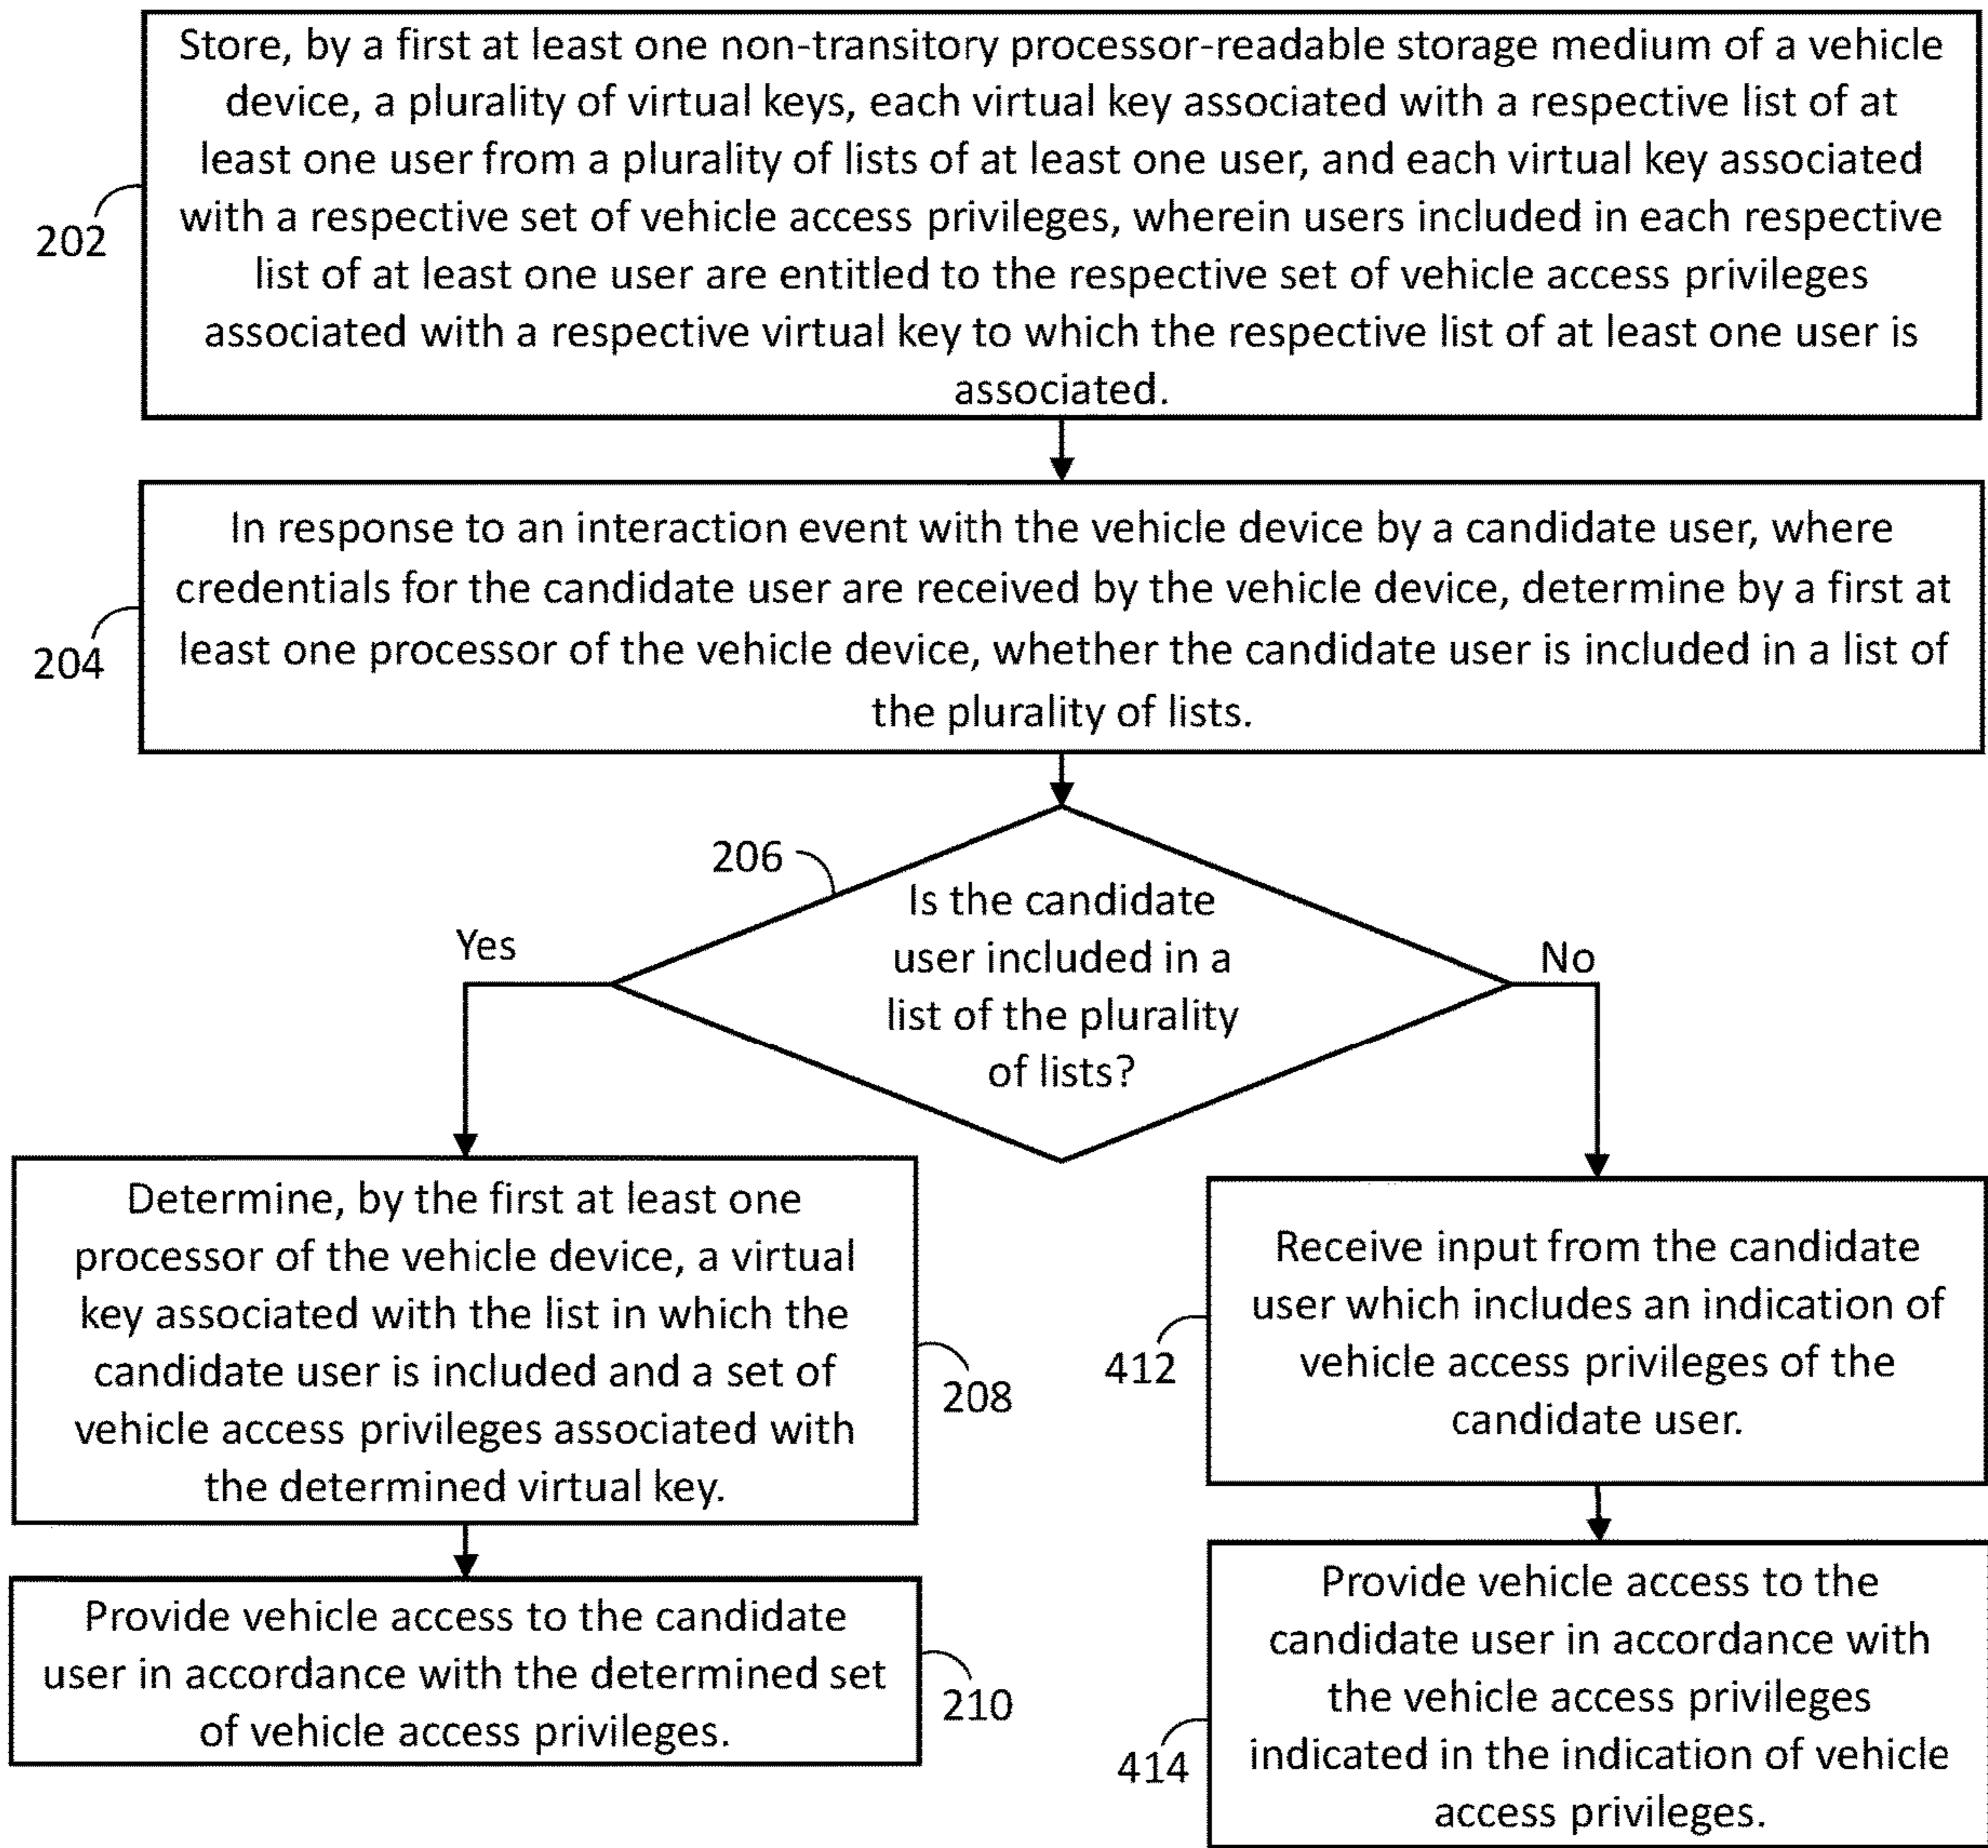 Store, by a first at least one non-transitory processor-readable storage medium of a vehicle
device, a plurality of virtual keys, each virtual key associated with a respective list of at
least one user from a plurality of lists of at least one user, and each virtual key associated
with a respective set of vehicle access privileges, wherein users included in each respective
list of at least one user are entitled to the respective set of vehicle access privileges
associated with a respective virtual key to which the respective list of at least one user is
associated.
202
In response to an interaction event with the vehicle device by a candidate user, where
credentials for the candidate user are received by the vehicle device, determine by a first at
least one processor of the vehicle device, whether the candidate user is included in a list of
the plurality of lists.
204
206
Is the candidate
user included in a
list of the plurality
of lists?
Yes
No
Determine, by the first at least one
processor of the vehicle device, a virtual
key associated with the list in which the
candidate user is included and a set of
vehicle access privileges associated with
the determined virtual key.
208
Provide vehicle access to the candidate
user in accordance with the determined set
of vehicle access privileges.
210
Receive input from the candidate
user which includes an indication of
vehicle access privileges of the
candidate user.
412
Provide vehicle access to the
candidate user in accordance with
the vehicle access privileges
indicated in the indication of vehicle
access privileges.
414